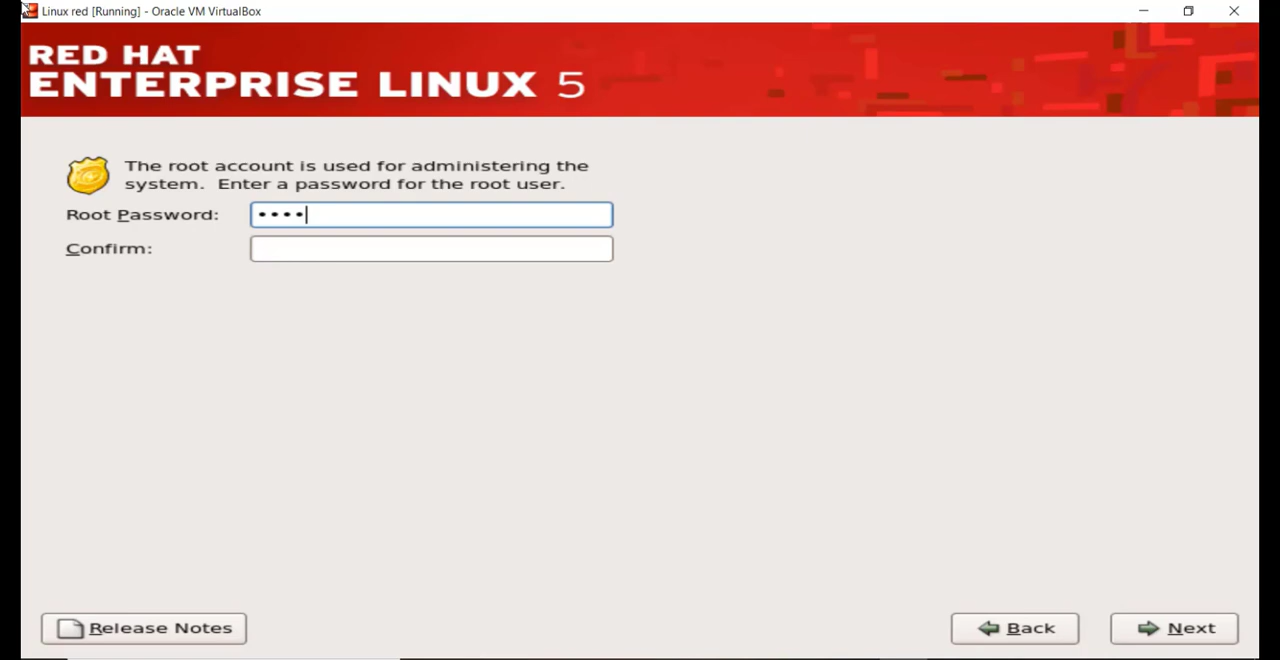 Linux red [Running] - Oracle VM VirtualBox
RED HAT
ENTERPRISE LINUX 5
The root account is used for administering the
system. Enter a password for the root user.
Root Password: ••••
Confirm:
Release Notes
Back
Next